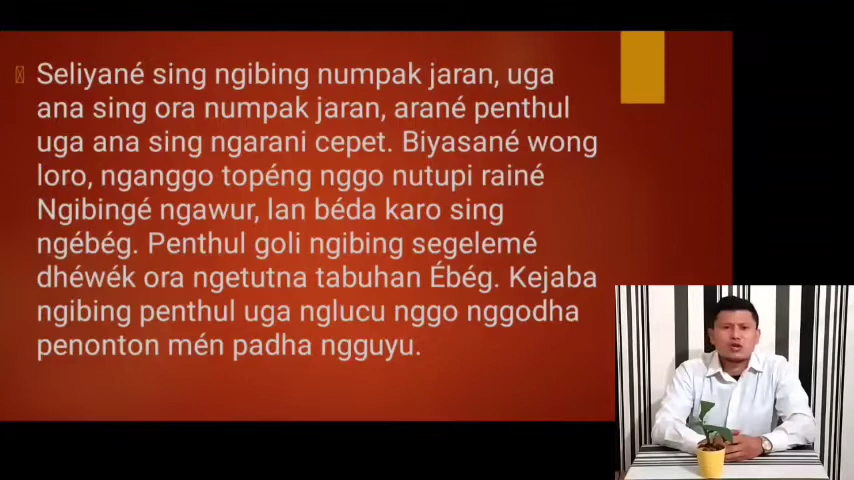 Seliyané sing ngibing numpak jaran, uga
ana sing ora numpak jaran, arané penthul
uga ana sing ngarani cepet. Biyasané wong
loro, nganggo topéng nggo nutupi rainé
Ngibingé ngawur, lan béda karo sing
ngébég. Penthul goli ngibing segelemé
dhéwék ora ngetutna tabuhan Ébég. Kejaba
ngibing penthul uga nglucu nggo nggodha
penonton mén padha ngguyu.